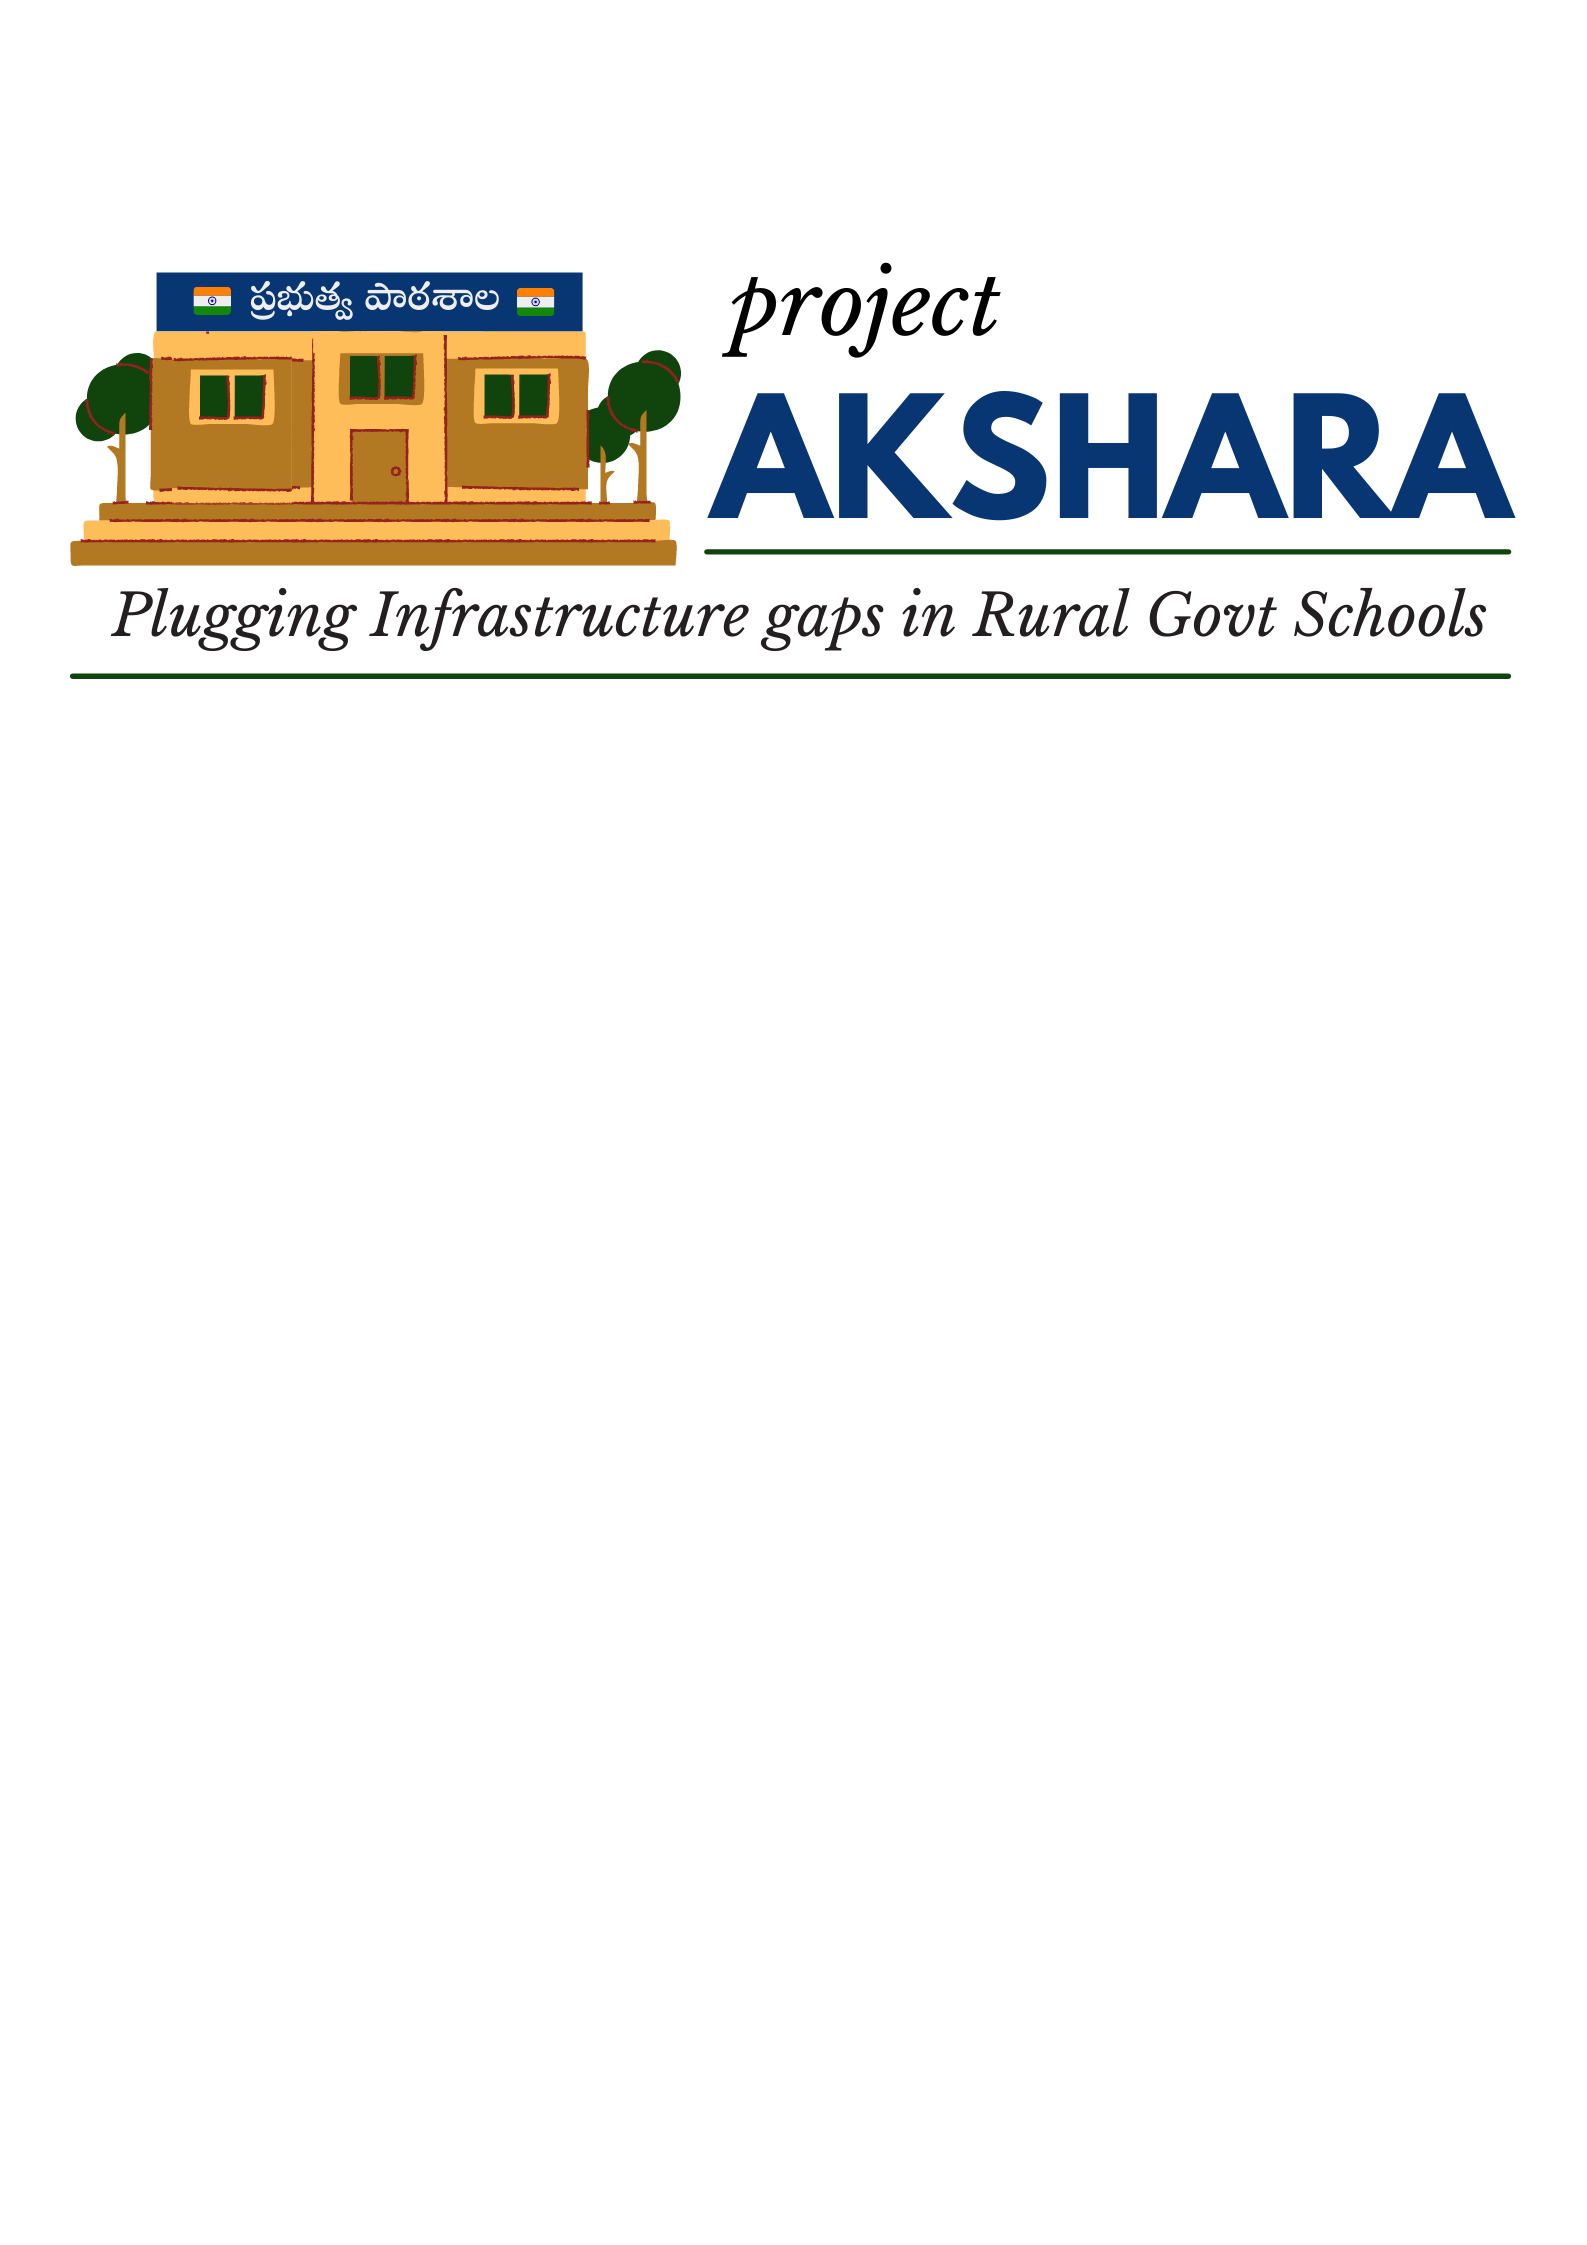 ప్రభుత్వ పాఠశాల
project
AKSHARA
Plugging Infrastructure gaps in Rural Govt Schools